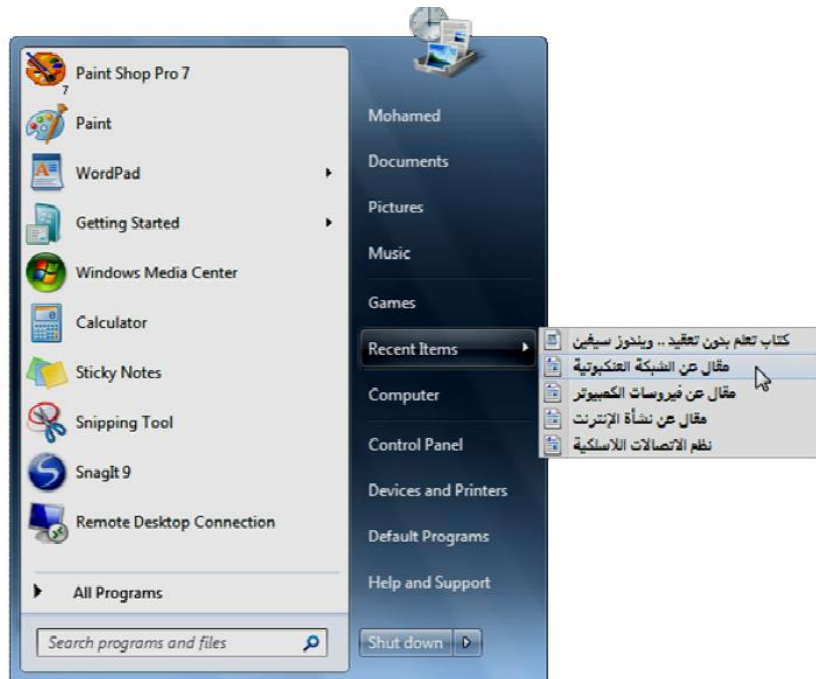 Paint Shop Pro 7
7
Paint
WordPad
Getting Started
Windows Media Center
Calculator
Sticky Notes
Snipping Tool
SnagIt 9
Remote Desktop Connection
All Programs
Search programs and files
Mohamed
Documents
Pictures
Music
Games
Recent Items
Computer
Control Panel
Devices and Printers
Default Programs
Help and Support
Shut down
كتاب تعلم بدون تعقيد .. ويندوز سيفين
مقال عن الشبكة العنكبوتية
مقال عن فيروسات الكمبيوتر
مقال عن نشأة الإنترنت
نظم الاتصالات اللاسلكية